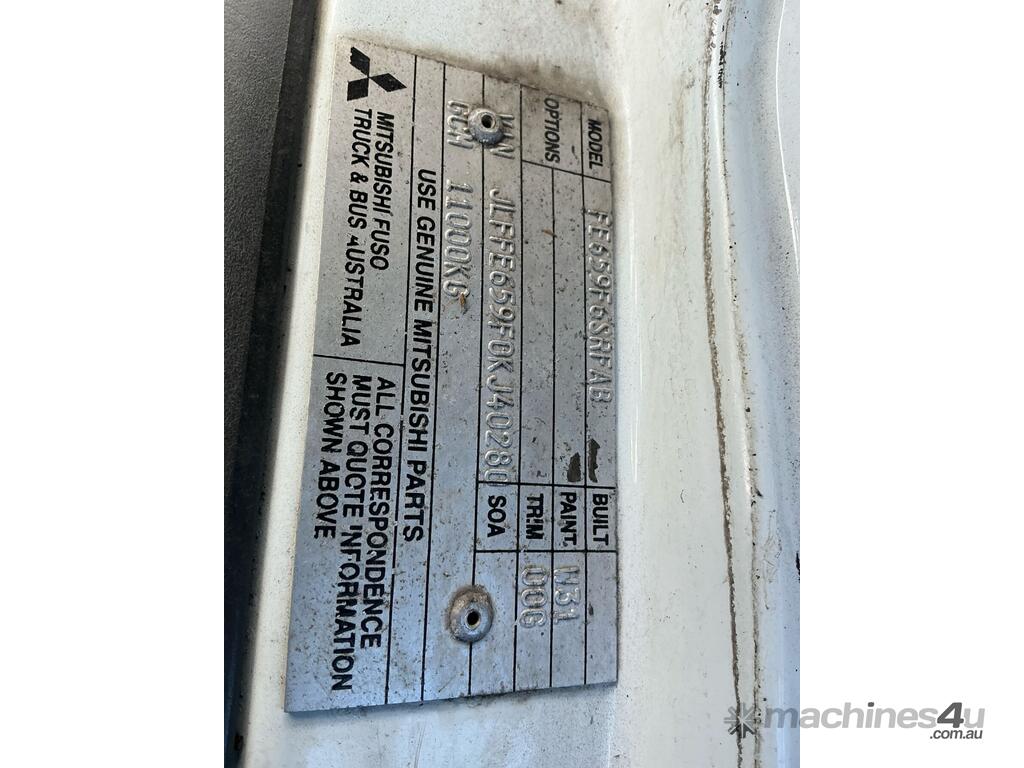 MODEL FE659F6SRFAB BUILT
OPTIONS PAINT. W31
TRIM 006
VIN JLFFE659F0KJ40280 SOA
GCM 11000KG
USE GENUINE MITSUBISHI PARTS
MITSUBISHI FUSO
TRUCK & BUS AUSTRALIA
ALL CORRESPONDENCE
MUST QUOTE INFORMATION
SHOWN ABOVE
machines4u
.com.au